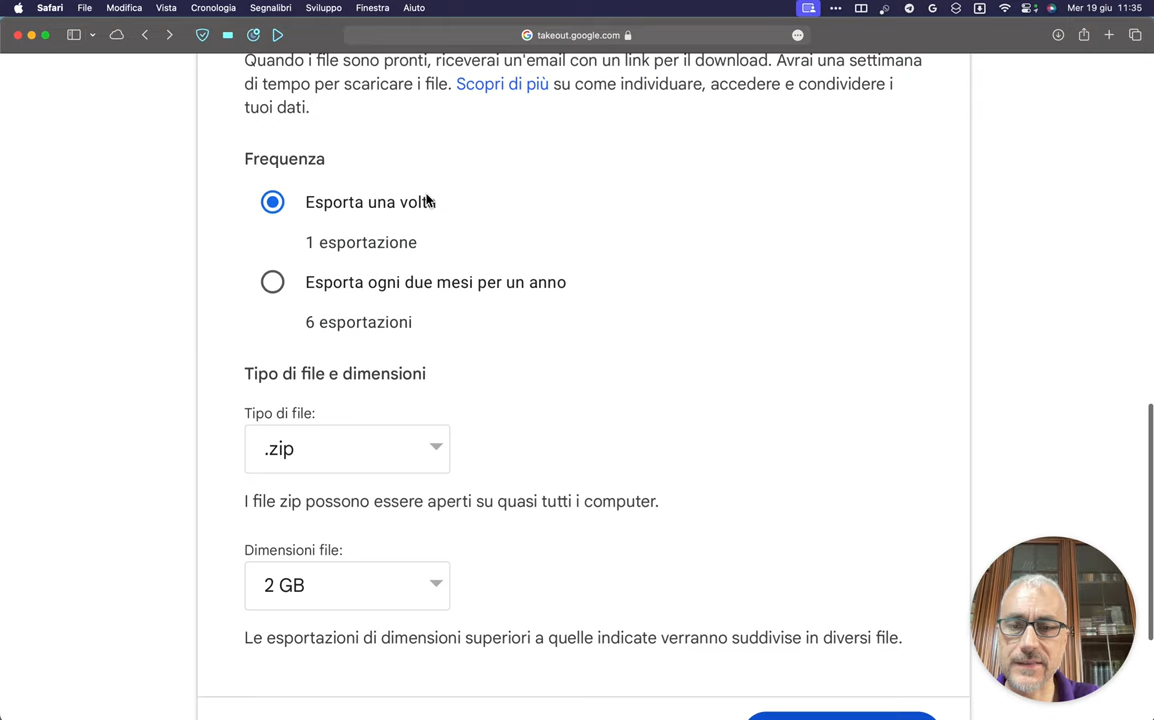 Safari File Modifica Vista Cronologia Segnalibri Sviluppo Finestra Aiuto Mer 19 giu 11:35
takeout.google.com
Quando i file sono pronti, riceverai un'email con un link per il download. Avrai una settimana
di tempo per scaricare i file. Scopri di più su come individuare, accedere e condividere i
tuoi dati.
Frequenza
Esporta una volta
1 esportazione
Esporta ogni due mesi per un anno
6 esportazioni
Tipo di file e dimensioni
Tipo di file:
.zip
I file zip possono essere aperti su quasi tutti i computer.
Dimensioni file:
2 GB
Le esportazioni di dimensioni superiori a quelle indicate verranno suddivise in diversi file.